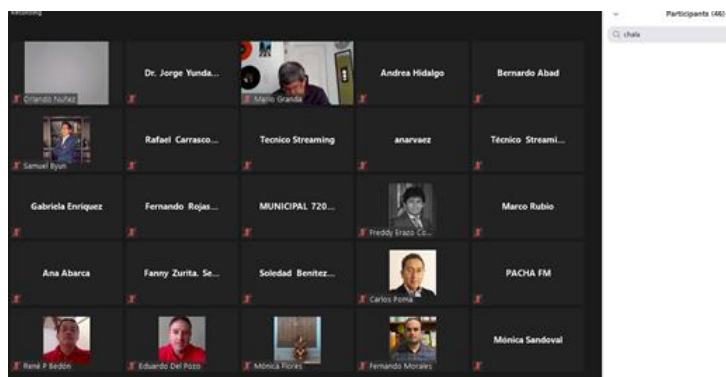 Recording
Participants (46)
chala
Orlando Nuñez
Dr. Jorge Yunda...
Mario Granda
Andrea Hidalgo
Bernardo Abad
Samuel Byun
Rafael Carrasco...
Tecnico Streaming
anarvaez
Técnico Streami...
Gabriela Enriquez
Fernando Rojas...
MUNICIPAL 720...
Freddy Erazo Co...
Marco Rubio
Ana Abarca
Fanny Zurita. Se...
Soledad Benitez...
Carlos Poma
PACHA FM
René P Bedón
Eduardo Del Pozo
Mónica Flores
Fernando Morales
Mónica Sandoval